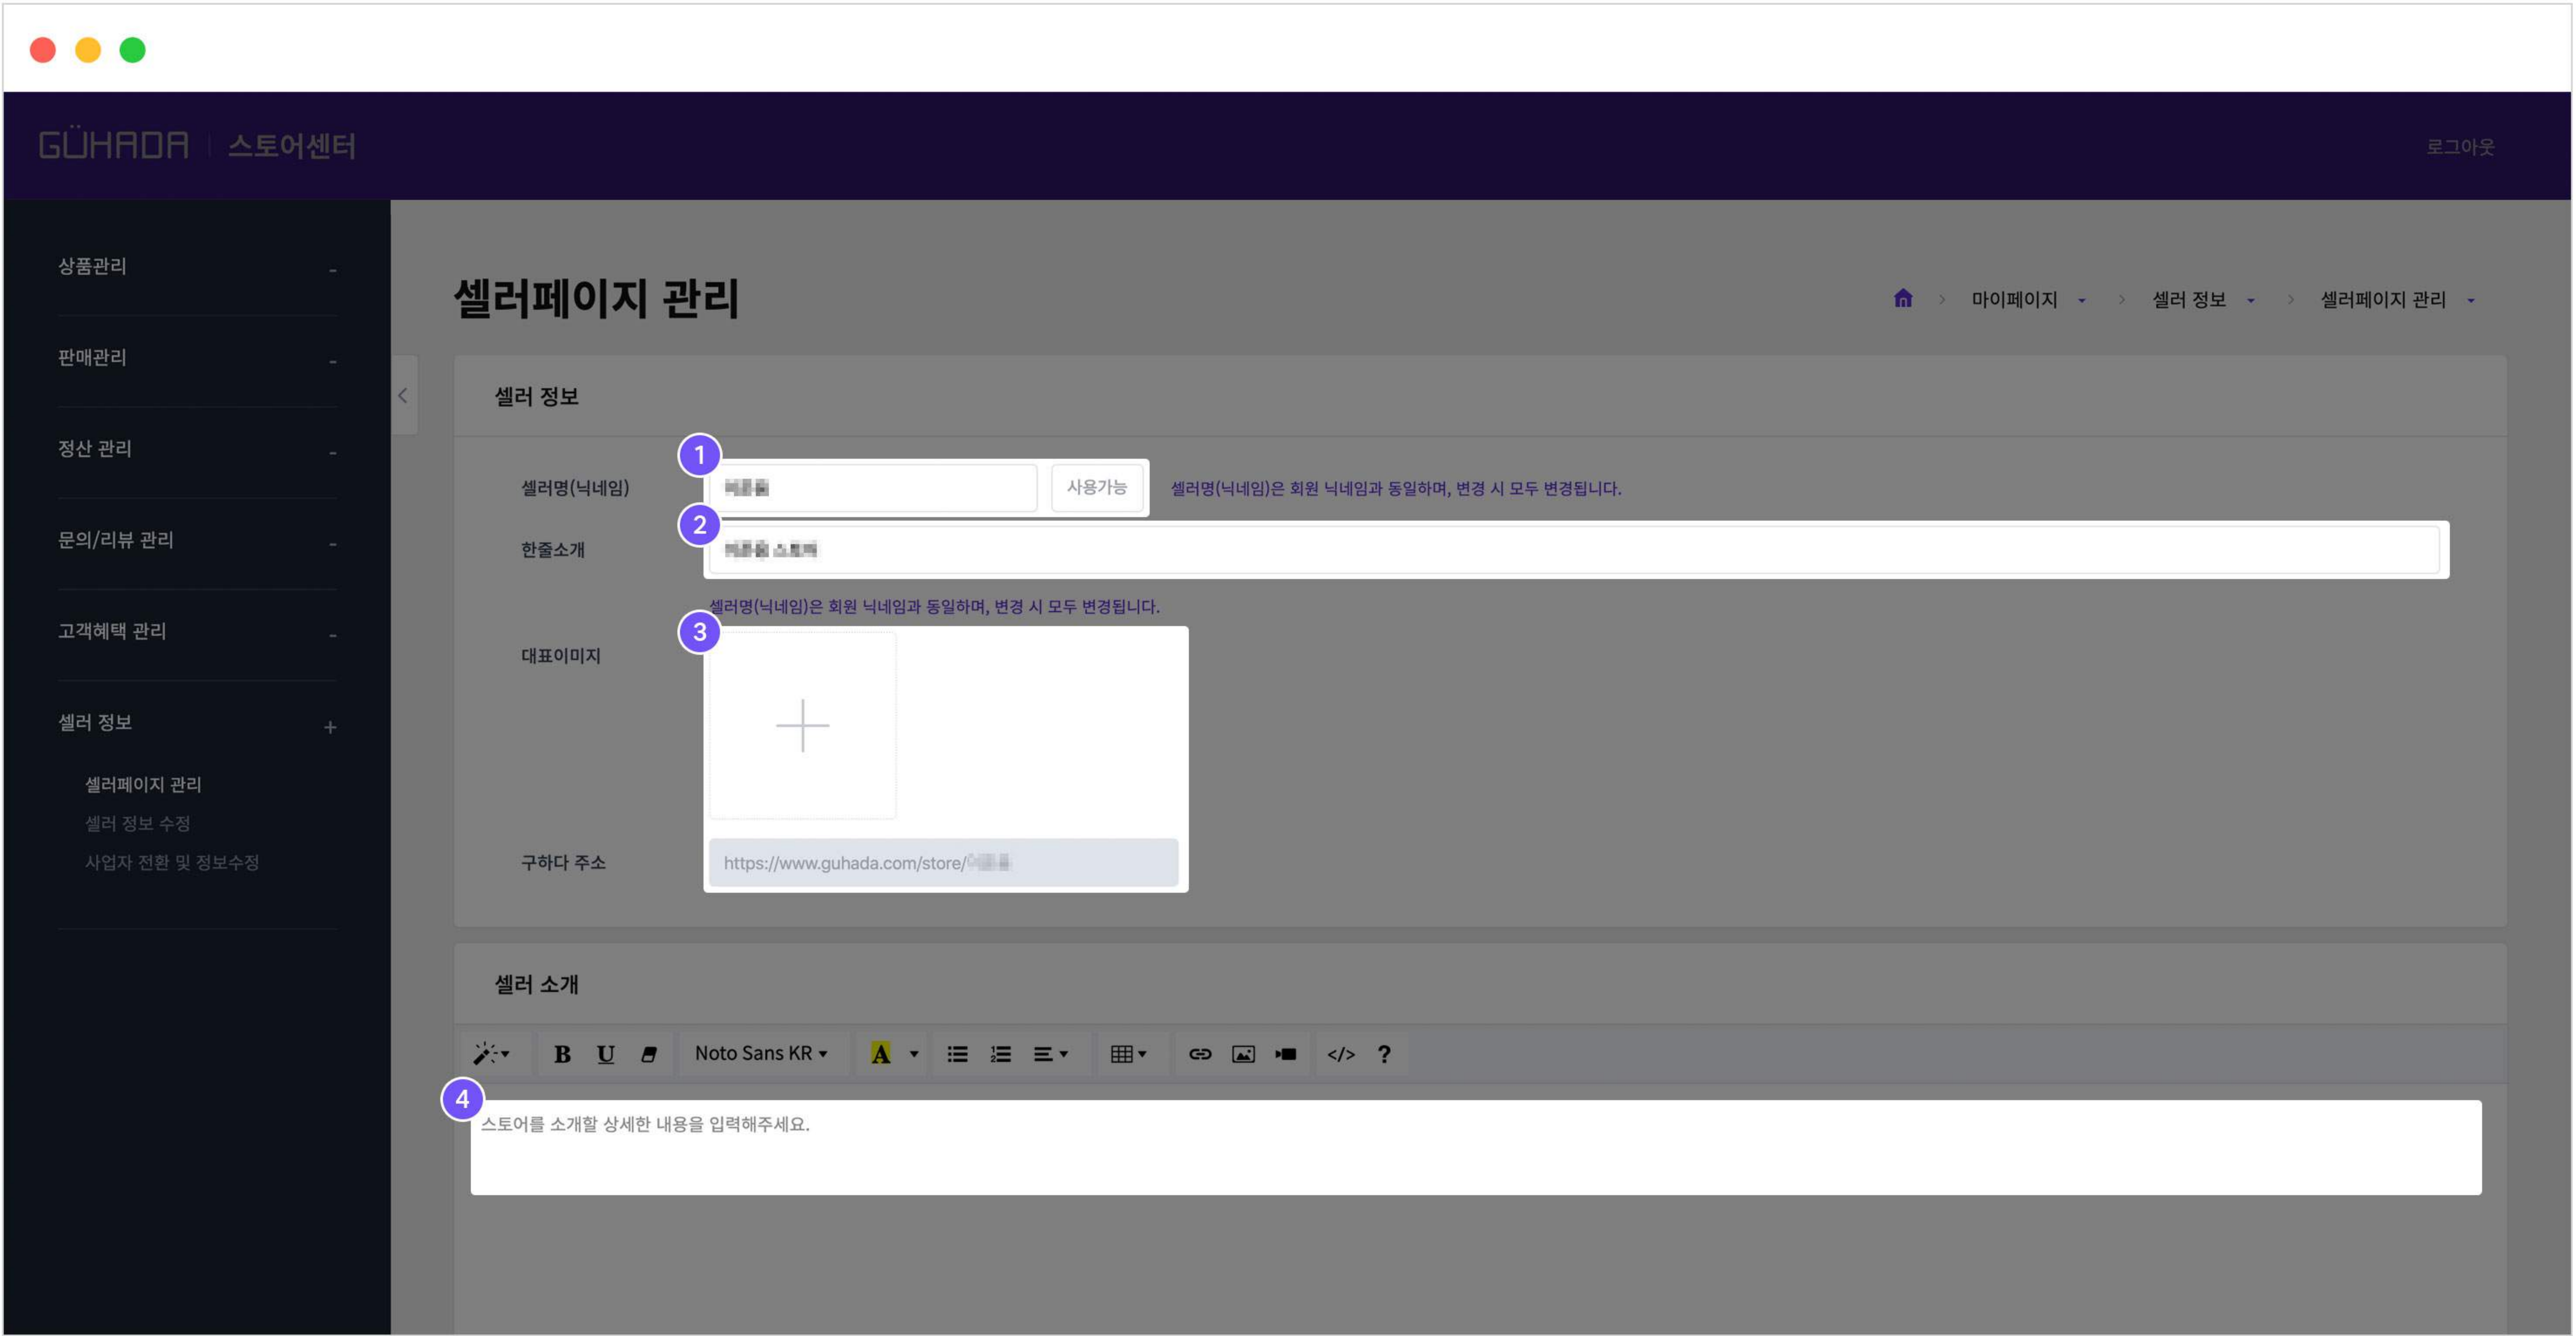 GÜHADA 스토어센터
로그아웃
상품관리
판매관리
정산 관리
문의/리뷰 관리
고객혜택 관리
셀러 정보
셀러페이지 관리
셀러 정보 수정
사업자 전환 및 정보수정
셀러페이지 관리
마이페이지 > 셀러 정보 > 셀러페이지 관리
셀러 정보
1
셀러명(닉네임) 사용가능 셀러명(닉네임)은 회원 닉네임과 동일하며, 변경 시 모두 변경됩니다.
2
한줄소개
셀러명(닉네임)은 회원 닉네임과 동일하며, 변경 시 모두 변경됩니다.
3
대표이미지
구하다 주소 https://www.guhada.com/store/
셀러 소개
B U Noto Sans KR A </> ?
4
스토어를 소개할 상세한 내용을 입력해주세요.